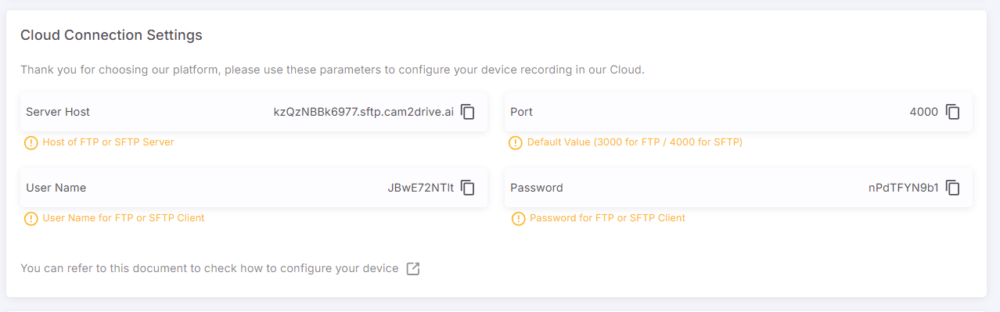 Cloud Connection Settings
Thank you for choosing our platform, please use these parameters to configure your device recording in our Cloud.
Server Host kzQzNBBk6977.sftp.cam2drive.ai Port 4000
Host of FTP or SFTP Server Default Value (3000 for FTP / 4000 for SFTP)
User Name JBwE72NTlt Password nPdTFYN9b1
User Name for FTP or SFTP Client Password for FTP or SFTP Client
You can refer to this document to check how to configure your device